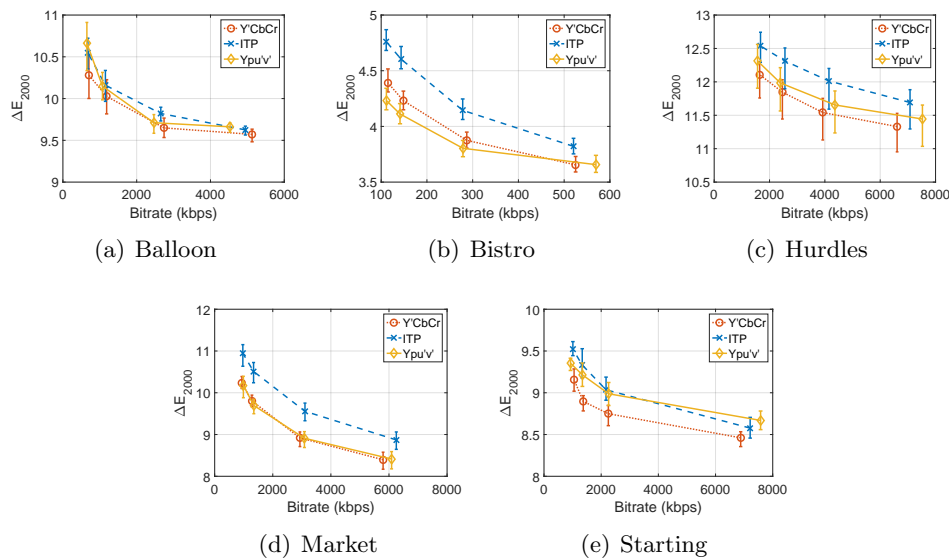 11
10.5
10
9.5
9
ΔE2000
0 2000 4000 6000
Bitrate (kbps)
Y'CbCr
ITP
Ypu'v'
(a) Balloon
5
4.5
4
3.5
ΔE2000
100 200 300 400 500 600
Bitrate (kbps)
Y'CbCr
ITP
Ypu'v'
(b) Bistro
13
12.5
12
11.5
11
10.5
ΔE2000
0 2000 4000 6000 8000
Bitrate (kbps)
Y'CbCr
ITP
Ypu'v'
(c) Hurdles
12
11
10
9
8
ΔE2000
0 2000 4000 6000 8000
Bitrate (kbps)
Y'CbCr
ITP
Ypu'v'
(d) Market
10
9.5
9
8.5
8
ΔE2000
0 2000 4000 6000 8000
Bitrate (kbps)
Y'CbCr
ITP
Ypu'v'
(e) Starting